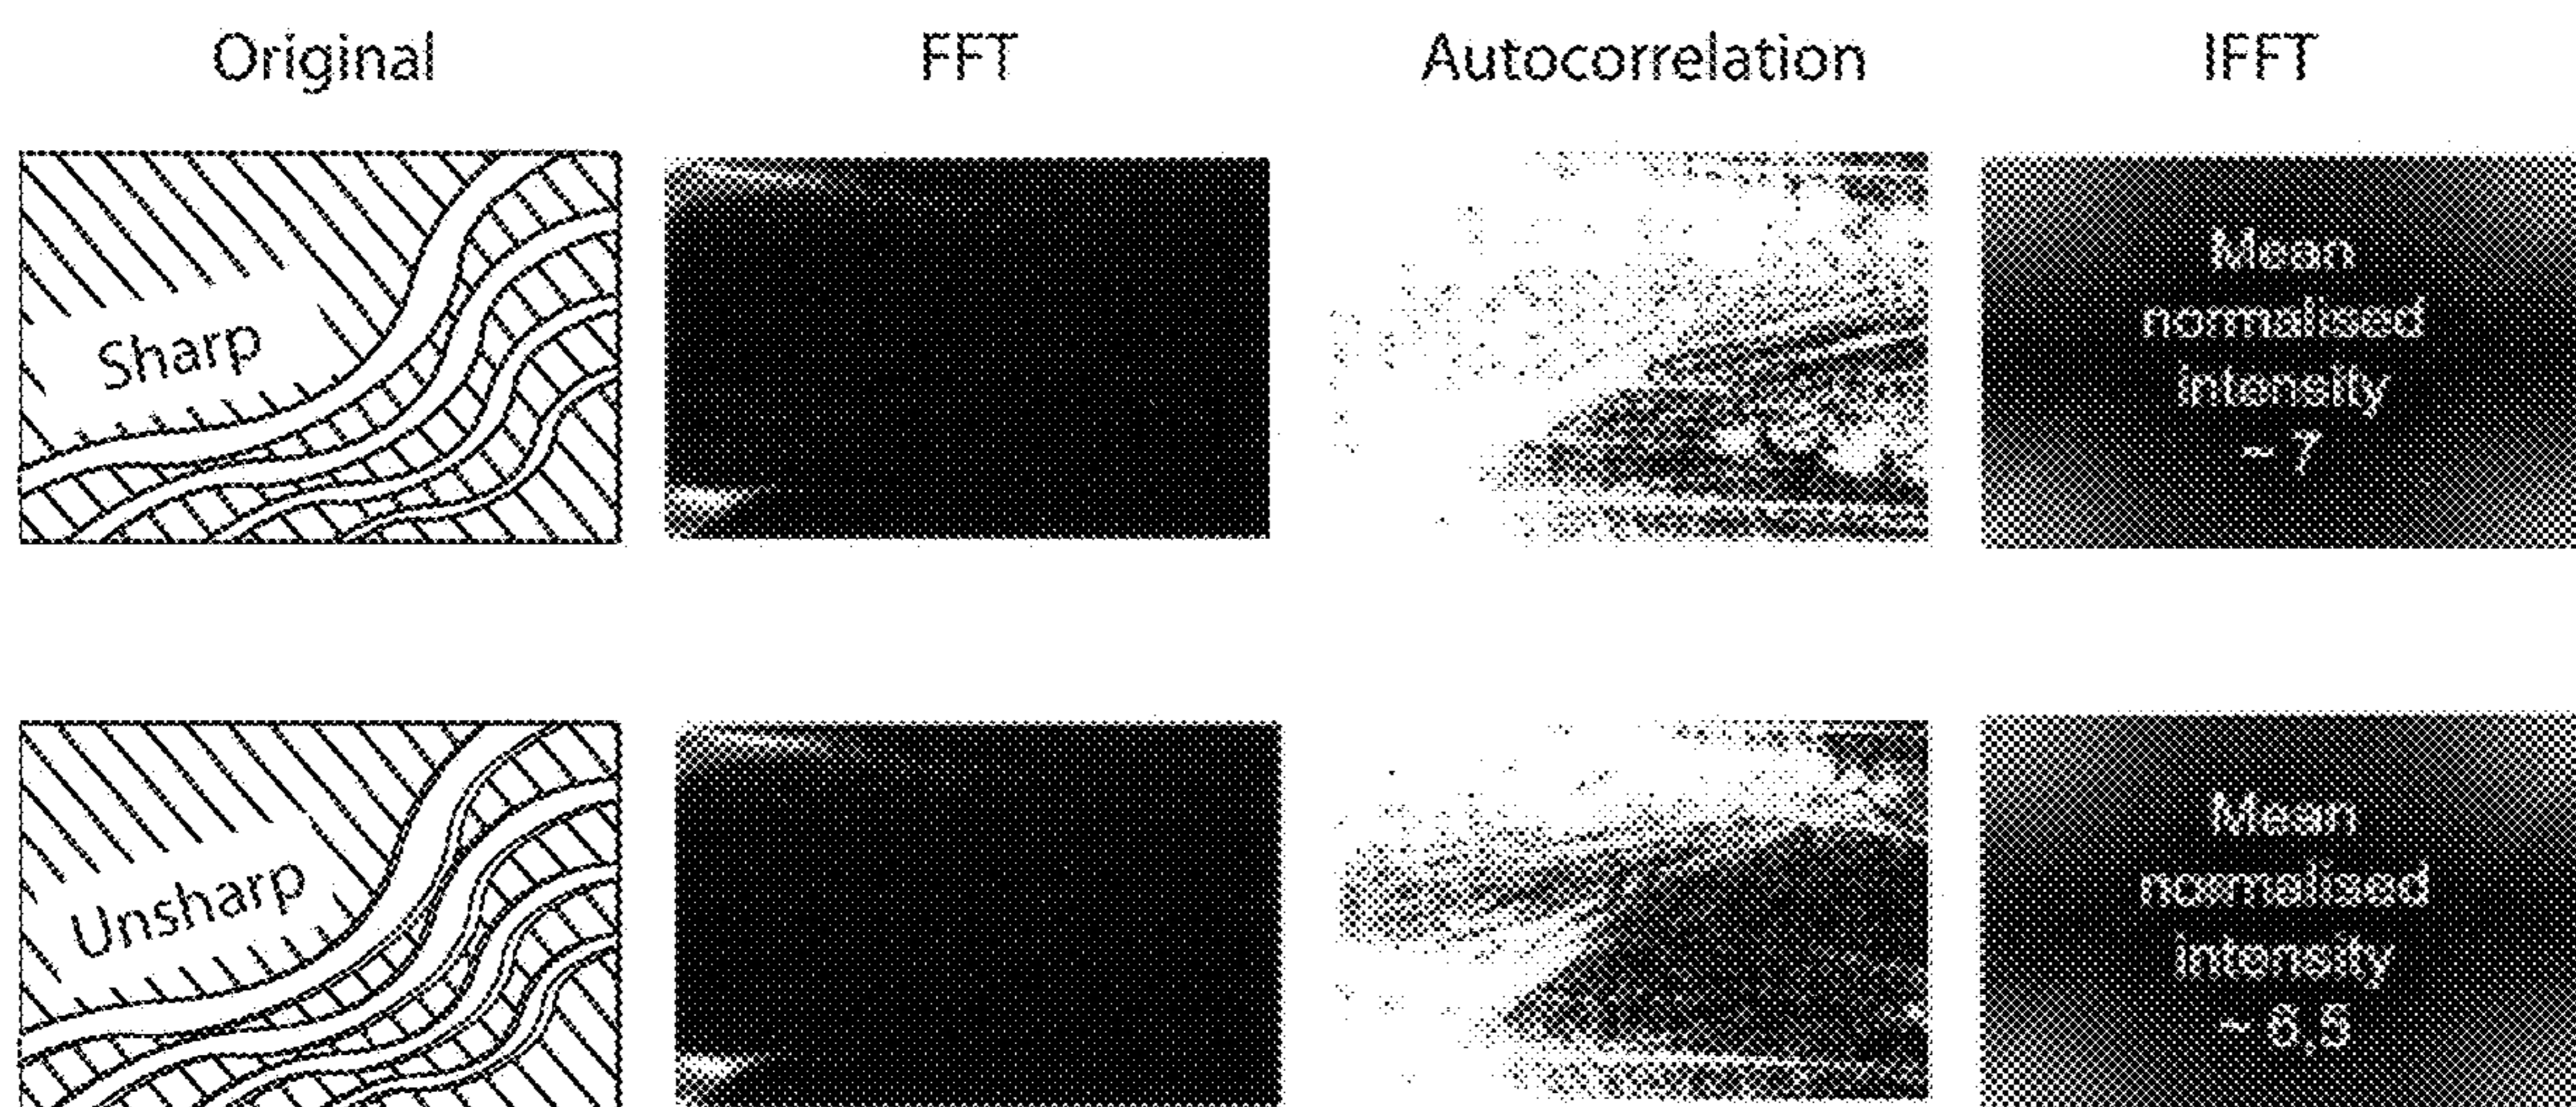 Original FFT Autocorrelation IFFT
Sharp
Mean
normalised
intensity
~ 7
Unsharp
Mean
normalised
intensity
~ 6,5